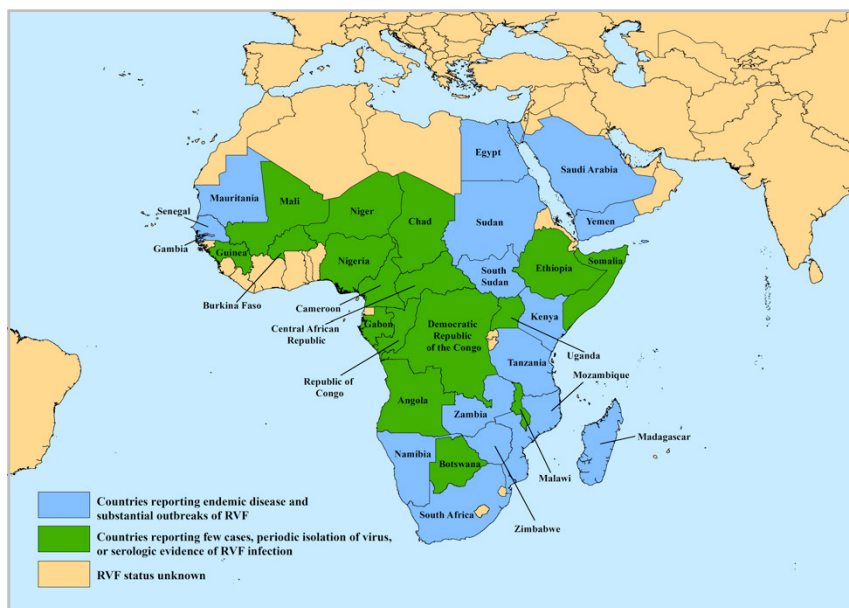 Egypt
Saudi Arabia
Mauritania
Mali
Niger
Chad
Sudan
Yemen
Senegal
Gambia
Guinea
Nigeria
South
Sudan
Ethiopia
Somalia
Burkina Faso
Cameroon
Central African
Republic
Gabon
Democratic
Republic
of the Congo
Kenya
Uganda
Republic of
Congo
Tanzania
Mozambique
Angola
Zambia
Madagascar
Namibia
Botswana
Malawi
South Africa
Zimbabwe
Countries reporting endemic disease and
substantial outbreaks of RVF
Countries reporting few cases, periodic isolation of virus,
or serologic evidence of RVF infection
RVF status unknown